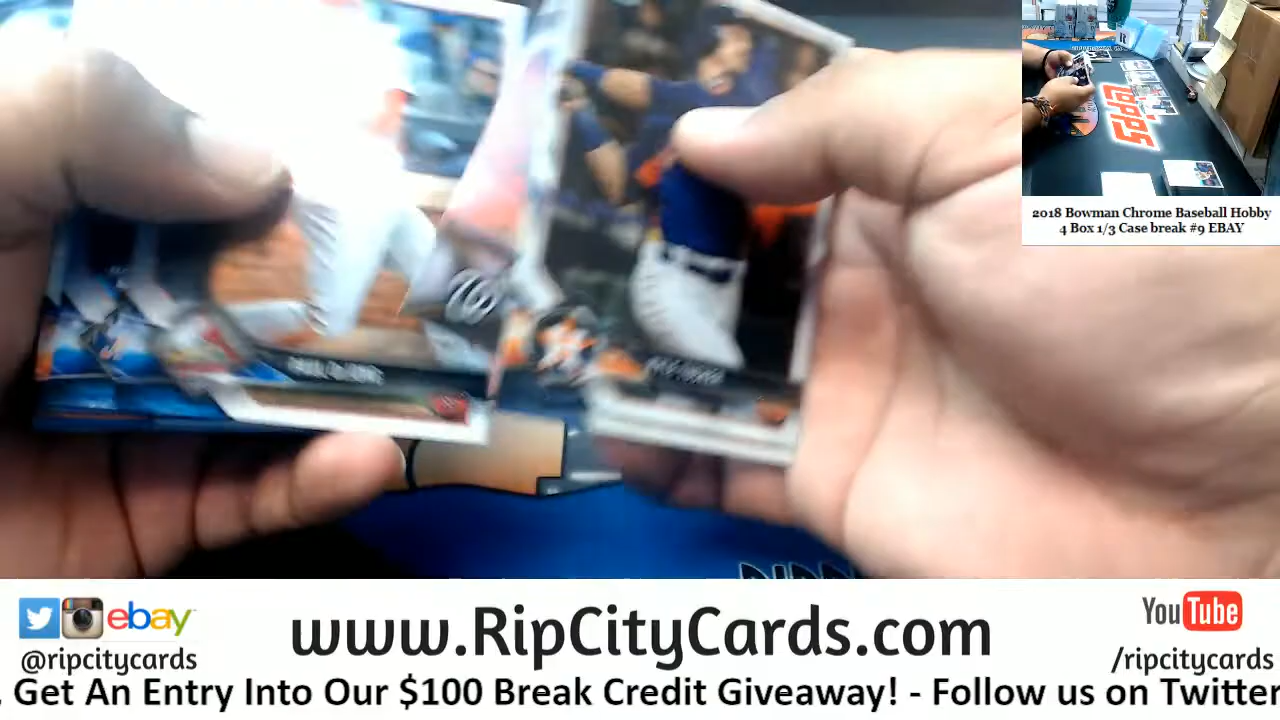 Topps
2018 Bowman Chrome Baseball Hobby
4 Box 1/3 Case break #9 EBAY
ebay
www.RipCityCards.com
YouTube
@ripcitycards
/ripcitycards
. Get An Entry Into Our $100 Break Credit Giveaway! - Follow us on Twitter